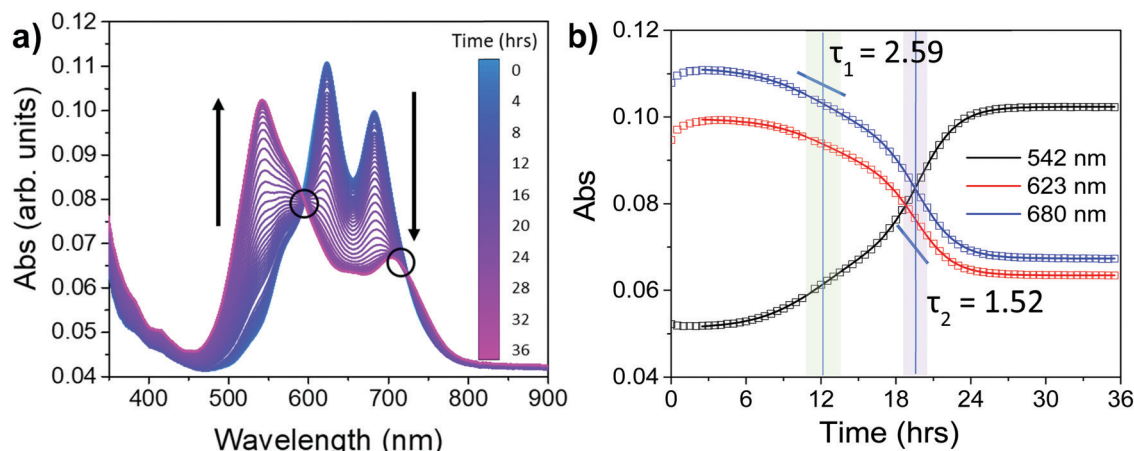 a)
Abs (arb. units)
0.12
0.11
0.10
0.09
0.08
0.07
0.06
0.05
0.04
400 500 600 700 800 900
Wavelength (nm)
Time (hrs)
0
4
8
12
16
20
24
28
32
36
b)
Abs
0.12
0.10
0.08
0.06
0.04
0 6 12 18 24 30 36
Time (hrs)
τ₁ = 2.59
542 nm
623 nm
680 nm
τ₂ = 1.52